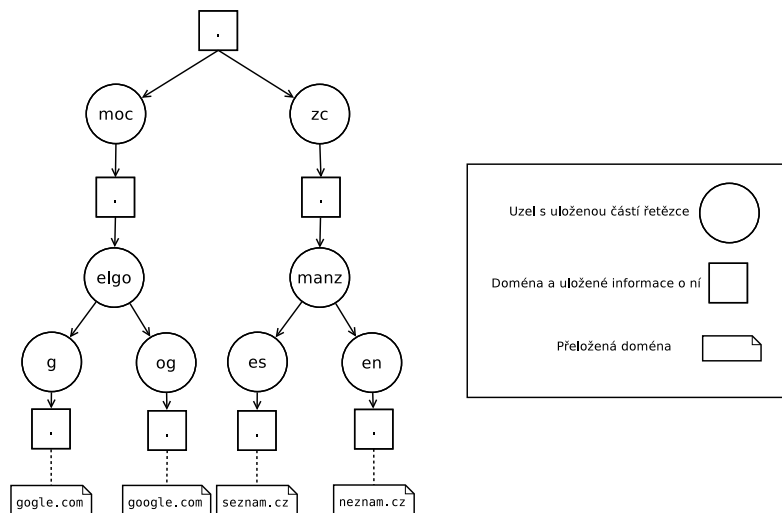 .
moc
zc
.
.
elgo
manz
g
og
es
en
.
.
.
.
gogle.com
google.com
seznam.cz
neznam.cz
Uzel s uloženou částí řetězce
Doména a uložené informace o ní
Přeložená doména